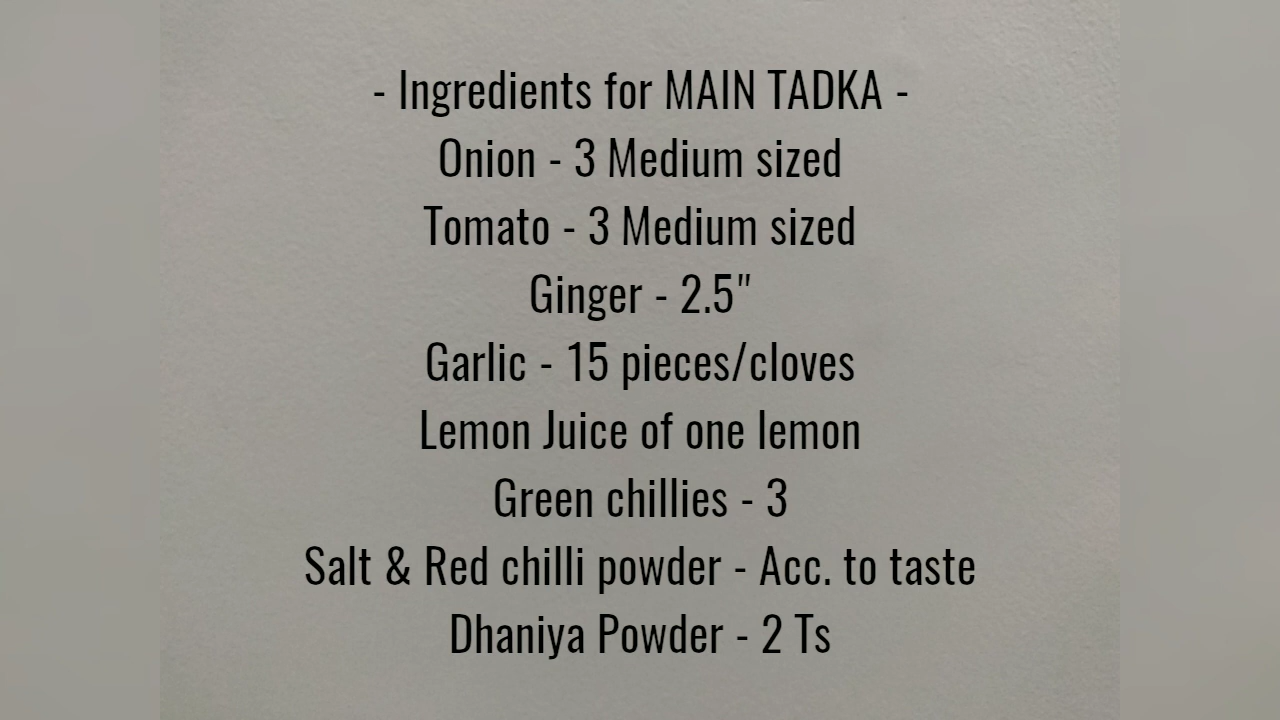 - Ingredients for MAIN TADKA -
Onion - 3 Medium sized
Tomato - 3 Medium sized
Ginger - 2.5"
Garlic - 15 pieces/cloves
Lemon Juice of one lemon
Green chillies - 3
Salt & Red chilli powder - Acc. to taste
Dhaniya Powder - 2 Ts